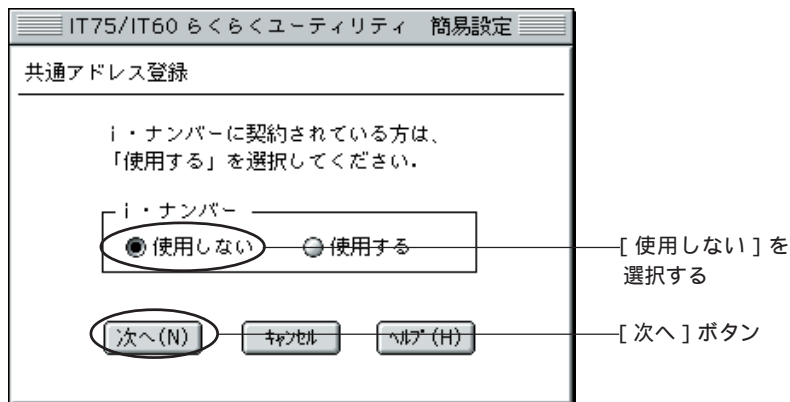 IT75/IT60 らくらくユーティリティ 簡易設定
共通アドレス登録
i・ナンバーに契約されている方は、
「使用する」を選択してください.
i・ナンバー
使用しない 使用する
[ 使用しない ] を
選択する
次へ(N) ｷｬﾝｾﾙ ﾍﾙﾌﾟ(H)
[ 次へ ] ボタン